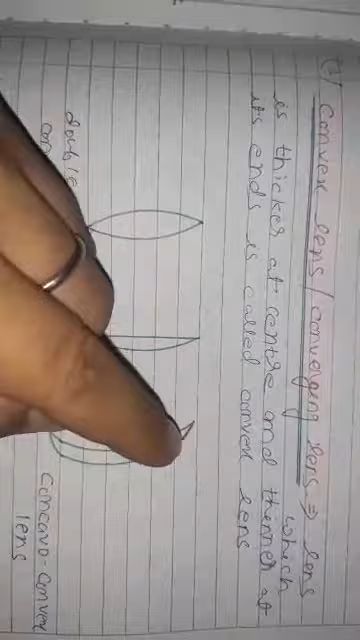 C) Convex lens / converging lens ⇒ lens
which
is thicker at centre and thinner at
its ends is called convex lens
double
con
Concavo-convex
lens